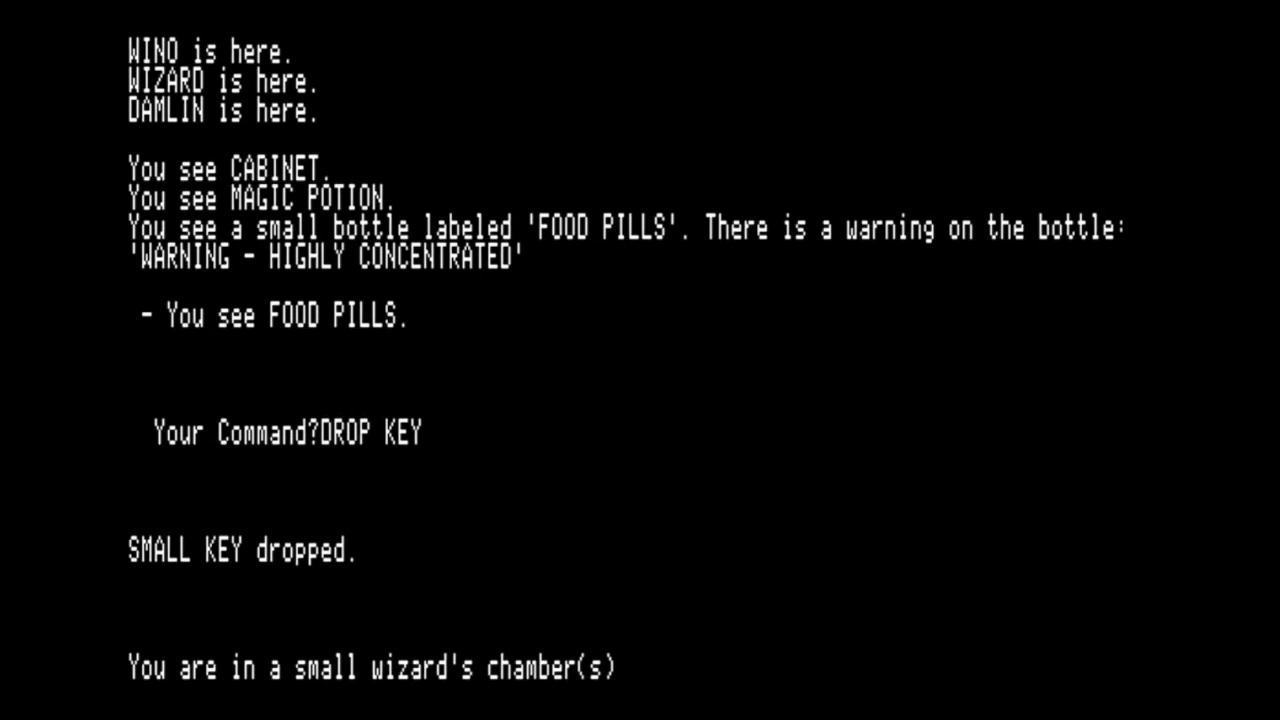 WINO is here.
WIZARD is here.
DAMLIN is here.
You see CABINET.
You see MAGIC POTION.
You see a small bottle labeled 'FOOD PILLS'. There is a warning on the bottle:
'WARNING - HIGHLY CONCENTRATED'
- You see FOOD PILLS.
Your Command?DROP KEY
SMALL KEY dropped.
You are in a small wizard's chamber(s)